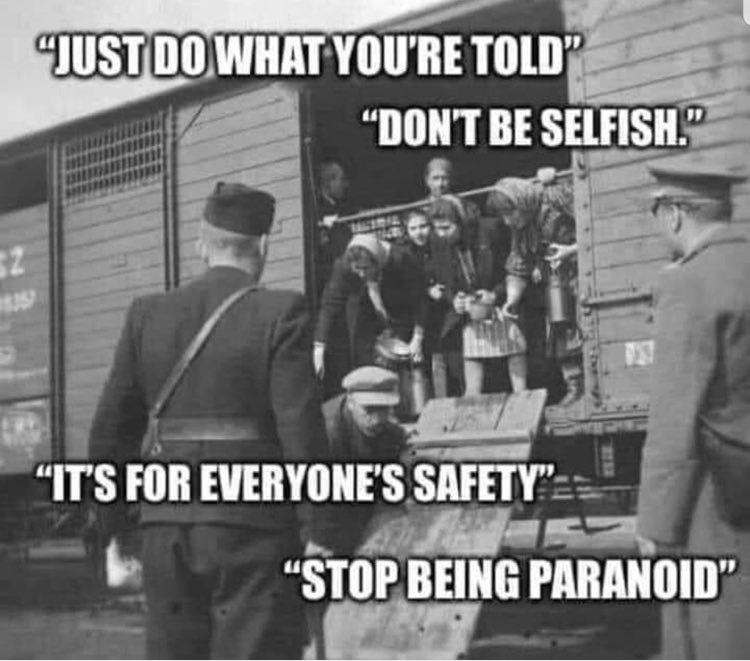 “JUST DO WHAT YOU'RE TOLD”
“DON'T BE SELFISH.”
“IT'S FOR EVERYONE'S SAFETY”
“STOP BEING PARANOID”